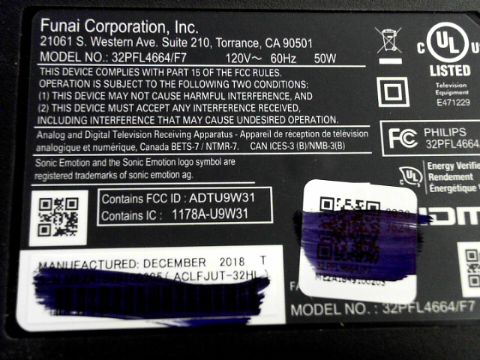 Funai Corporation, Inc.
21061 S. Western Ave. Suite 210, Torrance, CA 90501
MODEL NO.: 32PFL4664/F7 120V~ 60Hz 50W
THIS DEVICE COMPLIES WITH PART 15 OF THE FCC RULES.
OPERATION IS SUBJECT TO THE FOLLOWING TWO CONDITIONS:
(1) THIS DEVICE MAY NOT CAUSE HARMFUL INTERFERENCE, AND
(2) THIS DEVICE MUST ACCEPT ANY INTERFERENCE RECEIVED,
INCLUDING INTERFERENCE THAT MAY CAUSE UNDESIRED OPERATION.
Analog and Digital Television Receiving Apparatus - Appareil de réception de télévision
analogique et numérique, Canada BETS-7 / NTMR-7. CAN ICES-3 (B)/NMB-3(B)
Sonic Emotion and the Sonic Emotion logo symbol are
registered trademarks of sonic emotion ag.
Contains FCC ID : ADTU9W31
Contains IC : 1178A-U9W31
MANUFACTURED: DECEMBER 2018 T
(ACLFJUT-32HL
c UL US
LISTED
Television
Equipment
E471229
FC PHILIPS
32PFL4664/
UL
Energy Verifie
Rendement
Énergétique V
MODEL NO.: 32PFL4664/F7